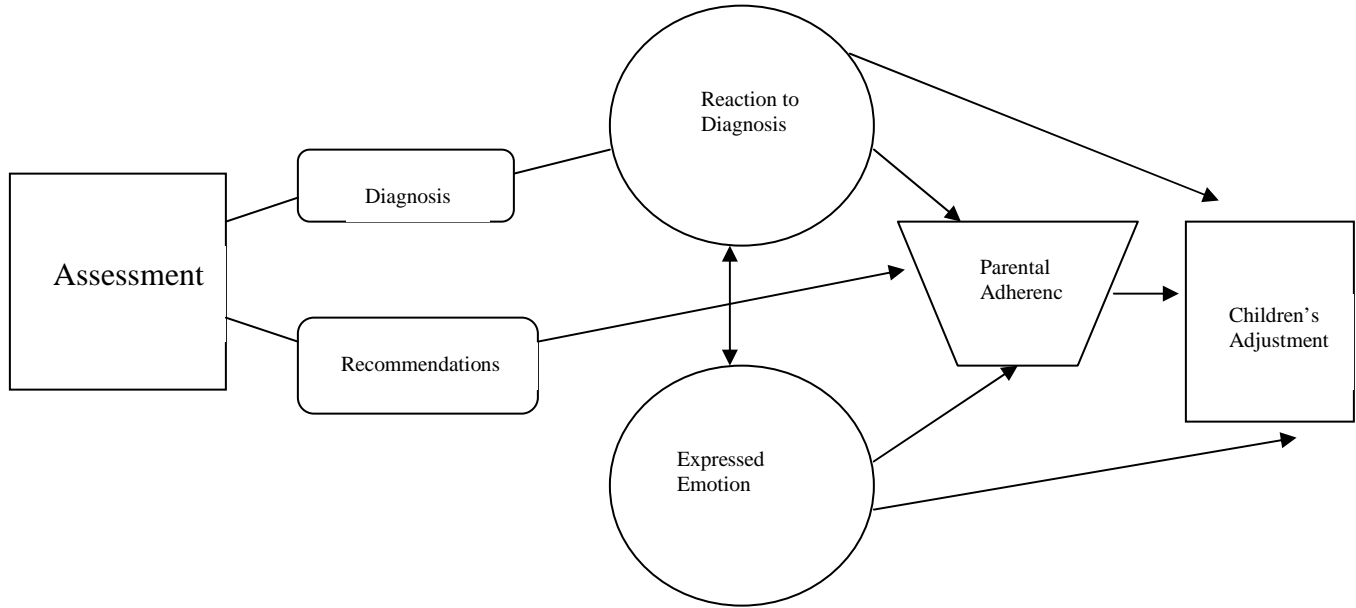 Reaction to
Diagnosis
Diagnosis
Assessment
Recommendations
Parental
Adherenc
Children’s
Adjustment
Expressed
Emotion